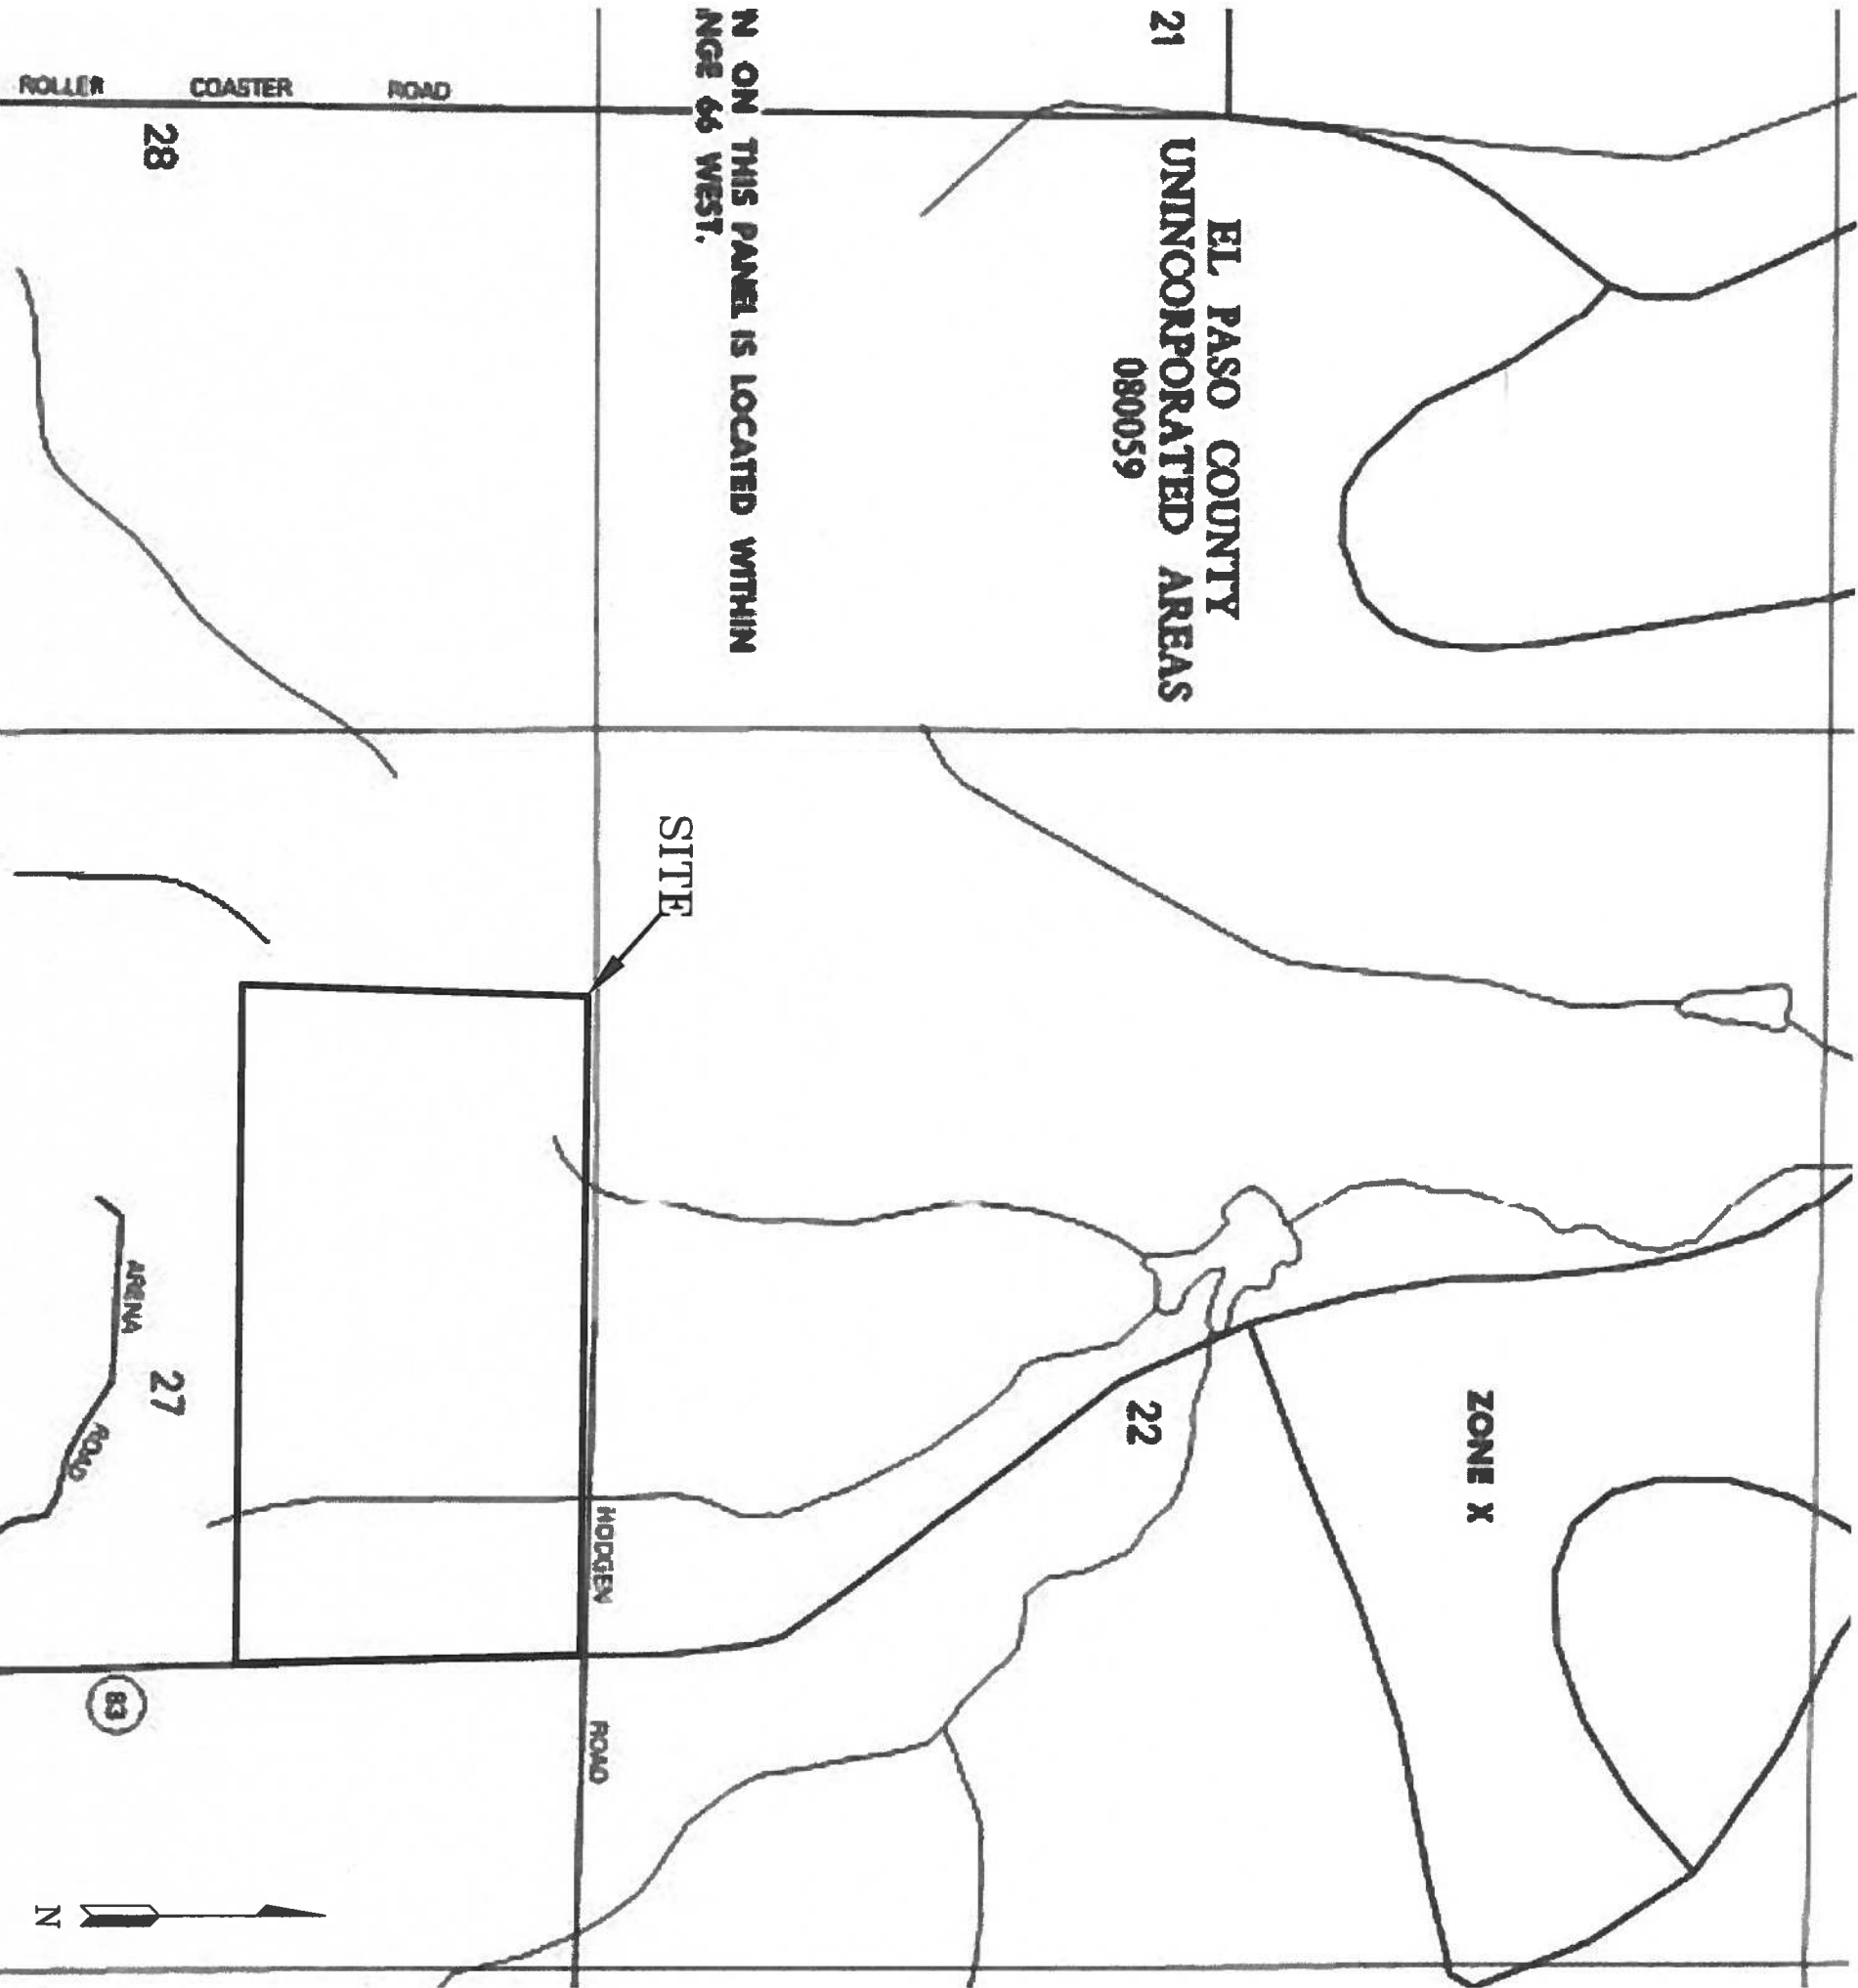 21
EL PASO COUNTY
UNINCORPORATED AREAS
080059
ZONE X
22
N ON THIS PANEL IS LOCATED WITHIN
NGE 66 WEST.
SITE
HODGEN ROAD
ROLLER COASTER ROAD
28
27
ARENA ROAD
83
N